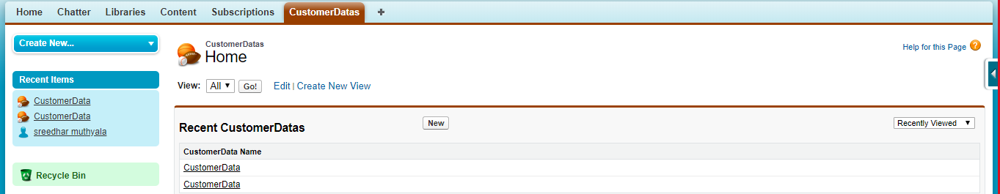 Home Chatter Libraries Content Subscriptions CustomerDatas +
Create New...
Recent Items
CustomerData
CustomerData
sreedhar muthyala
Recycle Bin
CustomerDatas
Home
Help for this Page ?
View: All Go! Edit | Create New View
Recent CustomerDatas New Recently Viewed
CustomerData Name
CustomerData
CustomerData